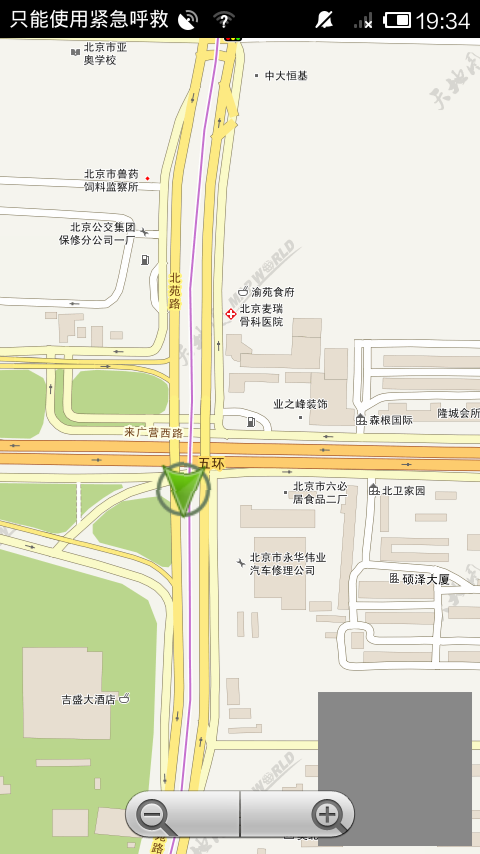 只能使用紧急呼救
19:34
北京市亚
奥学校
中大恒基
北京市兽药
饲料监察所
北京公交集团
保修分公司一厂
北苑路
渝苑食府
北京麦瑞
骨科医院
MAPWORLD
业之峰装饰
森根国际
隆城会所
来广营西路
五环
北京市六必
居食品二厂
北卫家园
北京市永华伟业
汽车修理公司
硕泽大厦
吉盛大酒店
苑路